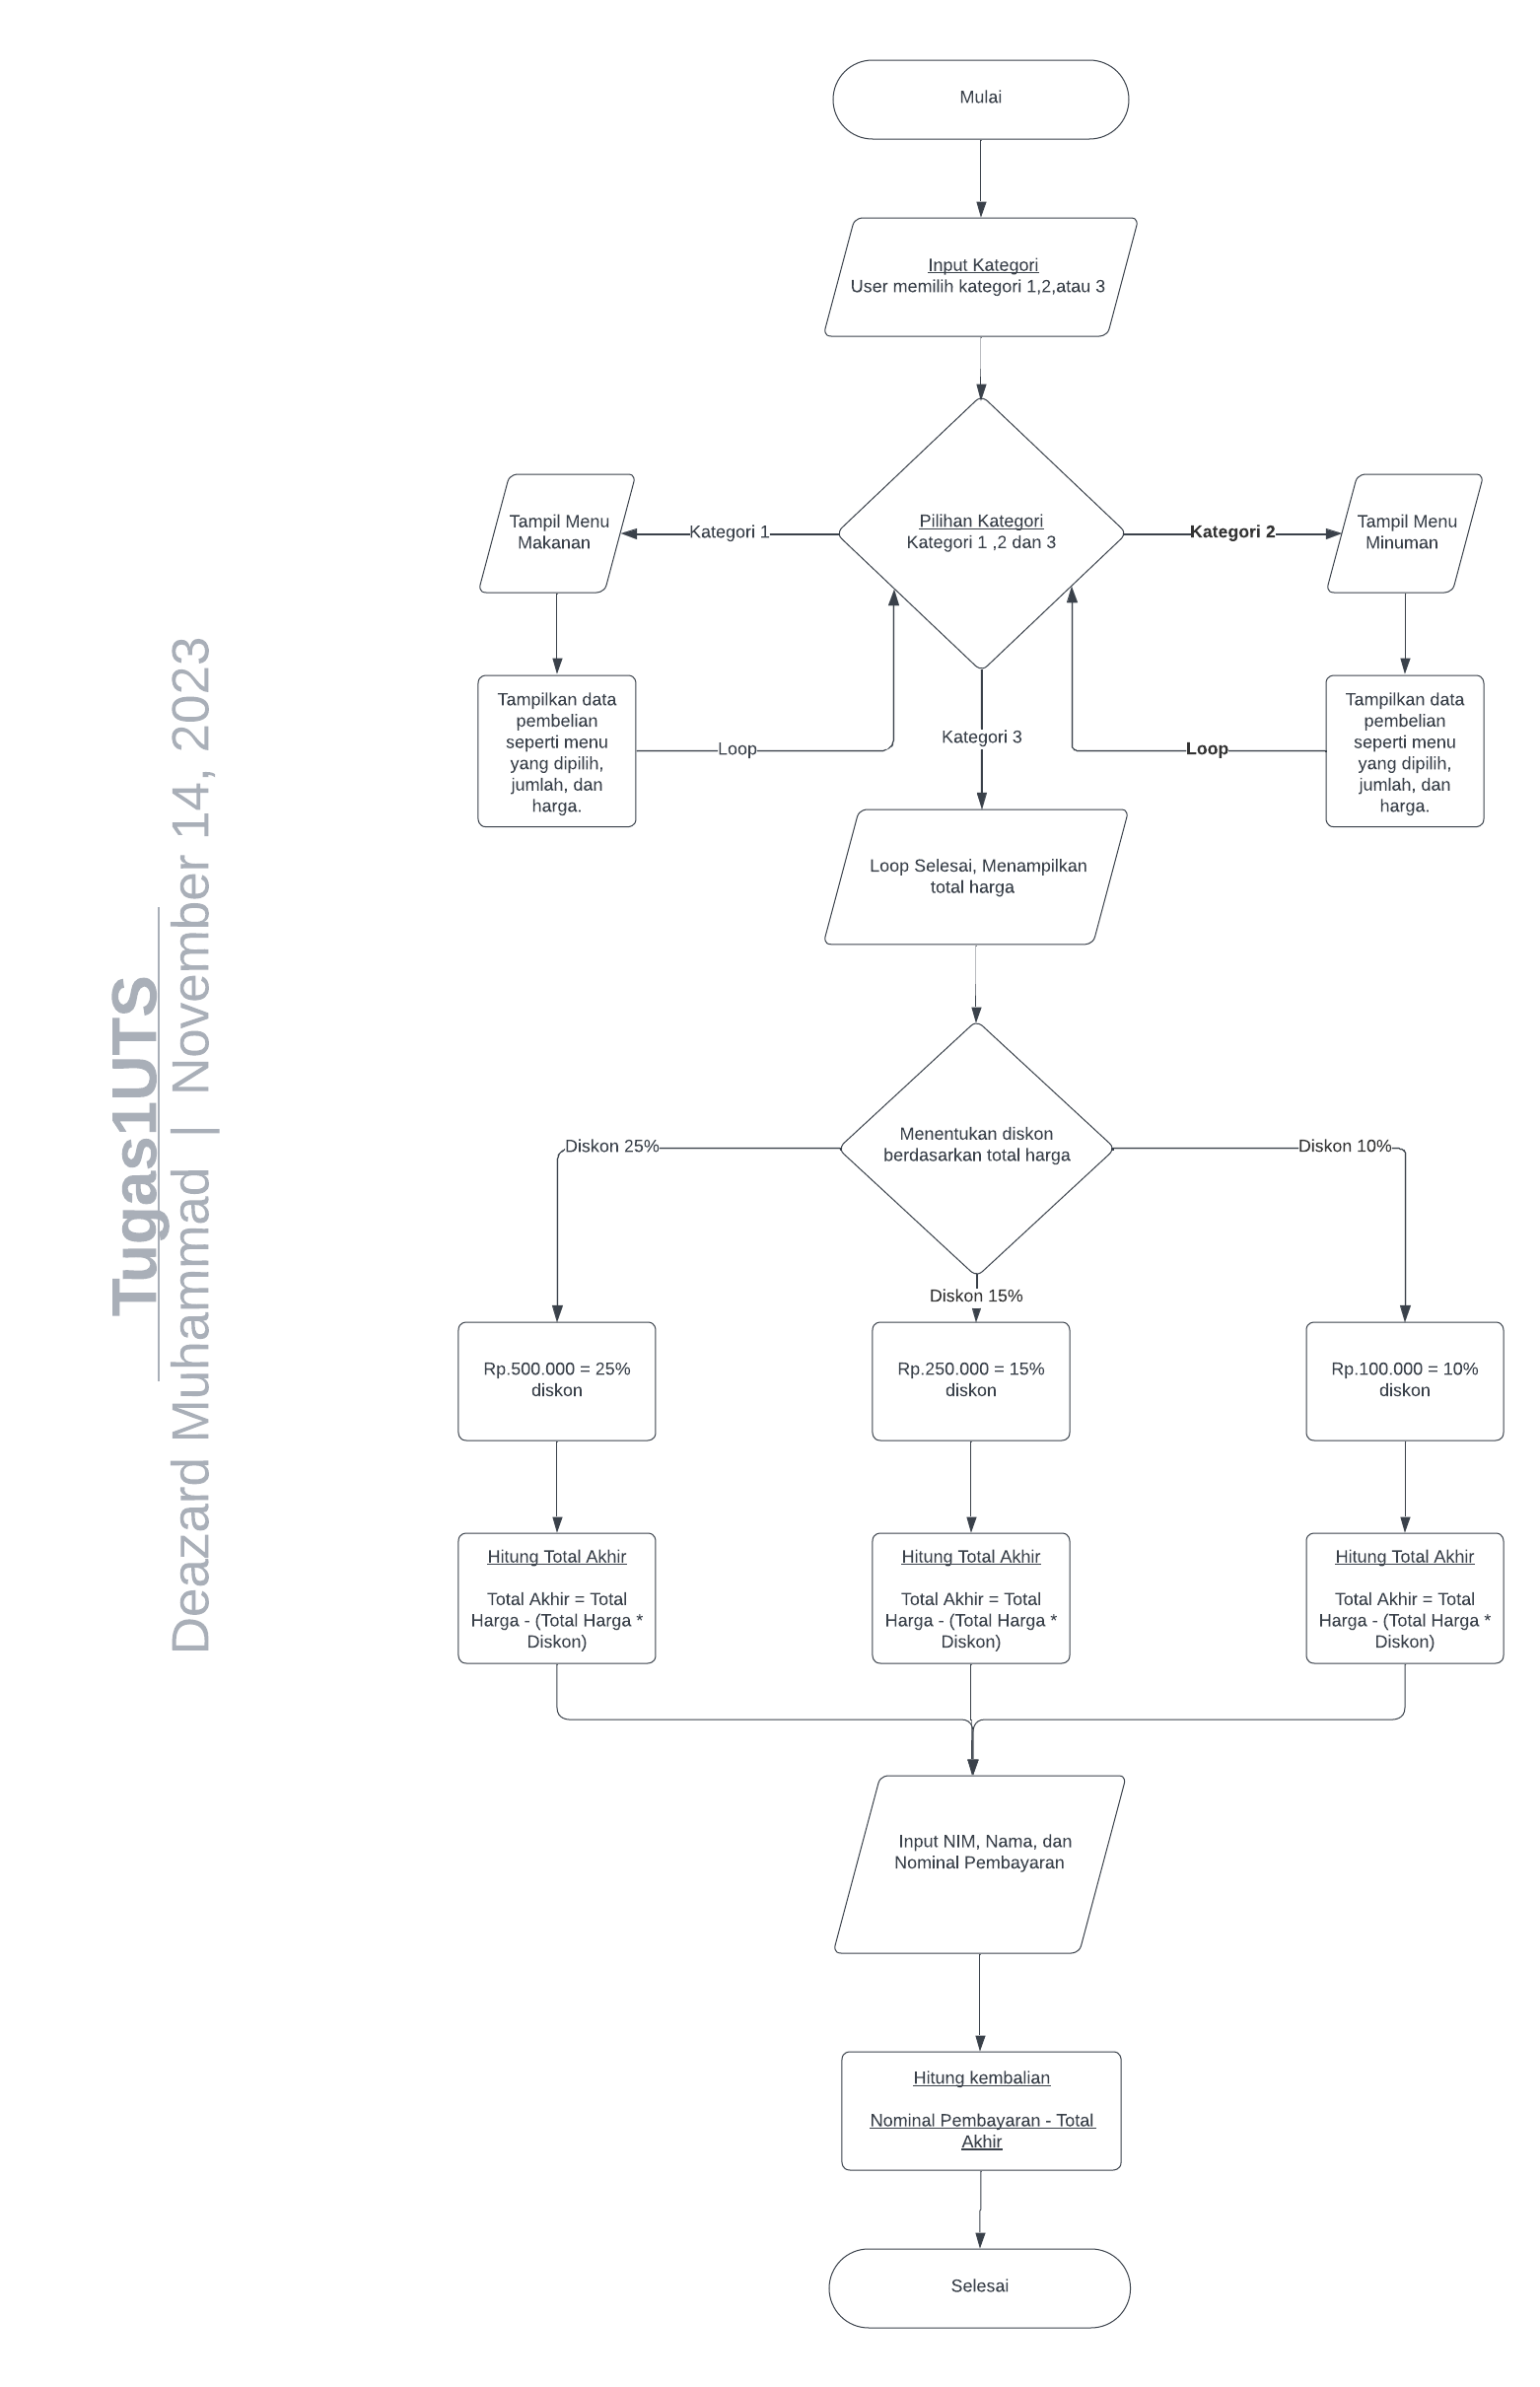 Tugas1UTS
Deazard Muhammad | November 14, 2023
Mulai
Input Kategori
User memilih kategori 1,2,atau 3
Pilihan Kategori
Kategori 1 ,2 dan 3
Kategori 1
Tampil Menu
Makanan
Kategori 2
Tampil Menu
Minuman
Tampilkan data
pembelian
seperti menu
yang dipilih,
jumlah, dan
harga.
Loop
Kategori 3
Loop
Tampilkan data
pembelian
seperti menu
yang dipilih,
jumlah, dan
harga.
Loop Selesai, Menampilkan
total harga
Menentukan diskon
berdasarkan total harga
Diskon 25%
Diskon 15%
Diskon 10%
Rp.500.000 = 25%
diskon
Rp.250.000 = 15%
diskon
Rp.100.000 = 10%
diskon
Hitung Total Akhir
Total Akhir = Total
Harga - (Total Harga *
Diskon)
Hitung Total Akhir
Total Akhir = Total
Harga - (Total Harga *
Diskon)
Hitung Total Akhir
Total Akhir = Total
Harga - (Total Harga *
Diskon)
Input NIM, Nama, dan
Nominal Pembayaran
Hitung kembalian
Nominal Pembayaran - Total
Akhir
Selesai